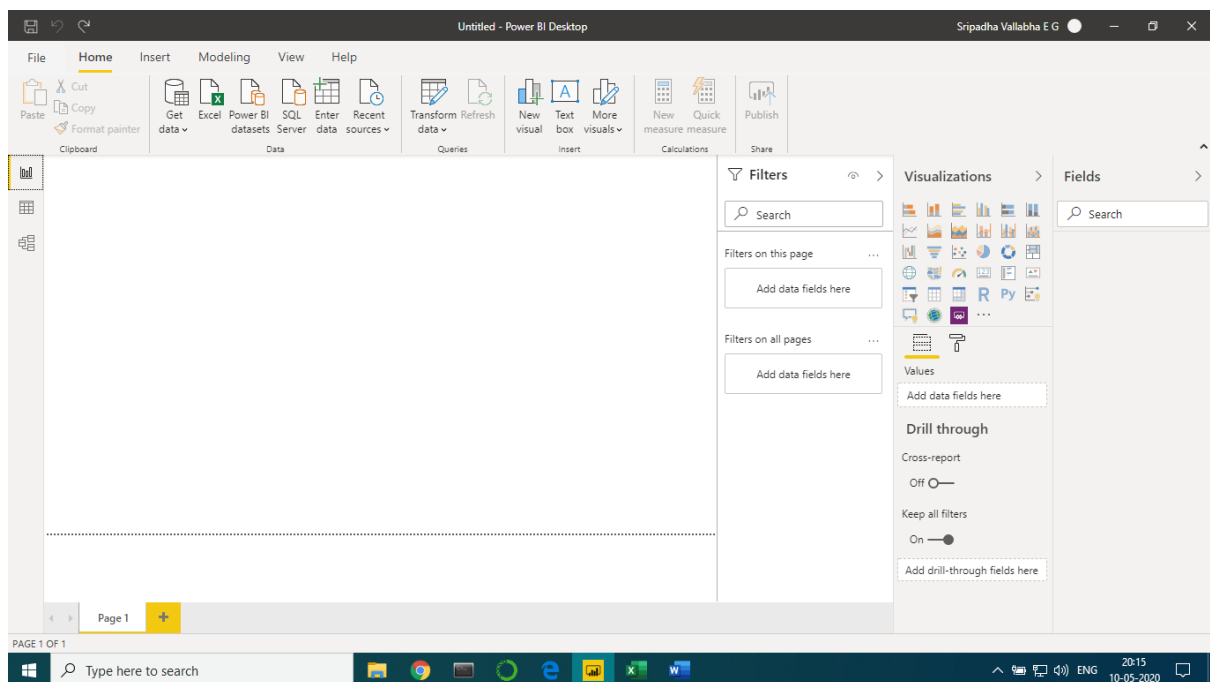 Untitled - Power BI Desktop
Sripadha Vallabha E G
File Home Insert Modeling View Help
Paste
Cut
Copy
Format painter
Clipboard
Get data
Excel
Power BI datasets
SQL Server
Enter data
Recent sources
Data
Transform data
Refresh
Queries
New visual
Text box
More visuals
Insert
New measure
Quick measure
Calculations
Publish
Share
Filters
Search
Filters on this page
...
Add data fields here
Filters on all pages
...
Add data fields here
Visualizations
123
R Py
...
Values
Add data fields here
Drill through
Cross-report
Off
Keep all filters
On
Add drill-through fields here
Fields
Search
Page 1
+
PAGE 1 OF 1
Type here to search
ENG
20:15
10-05-2020